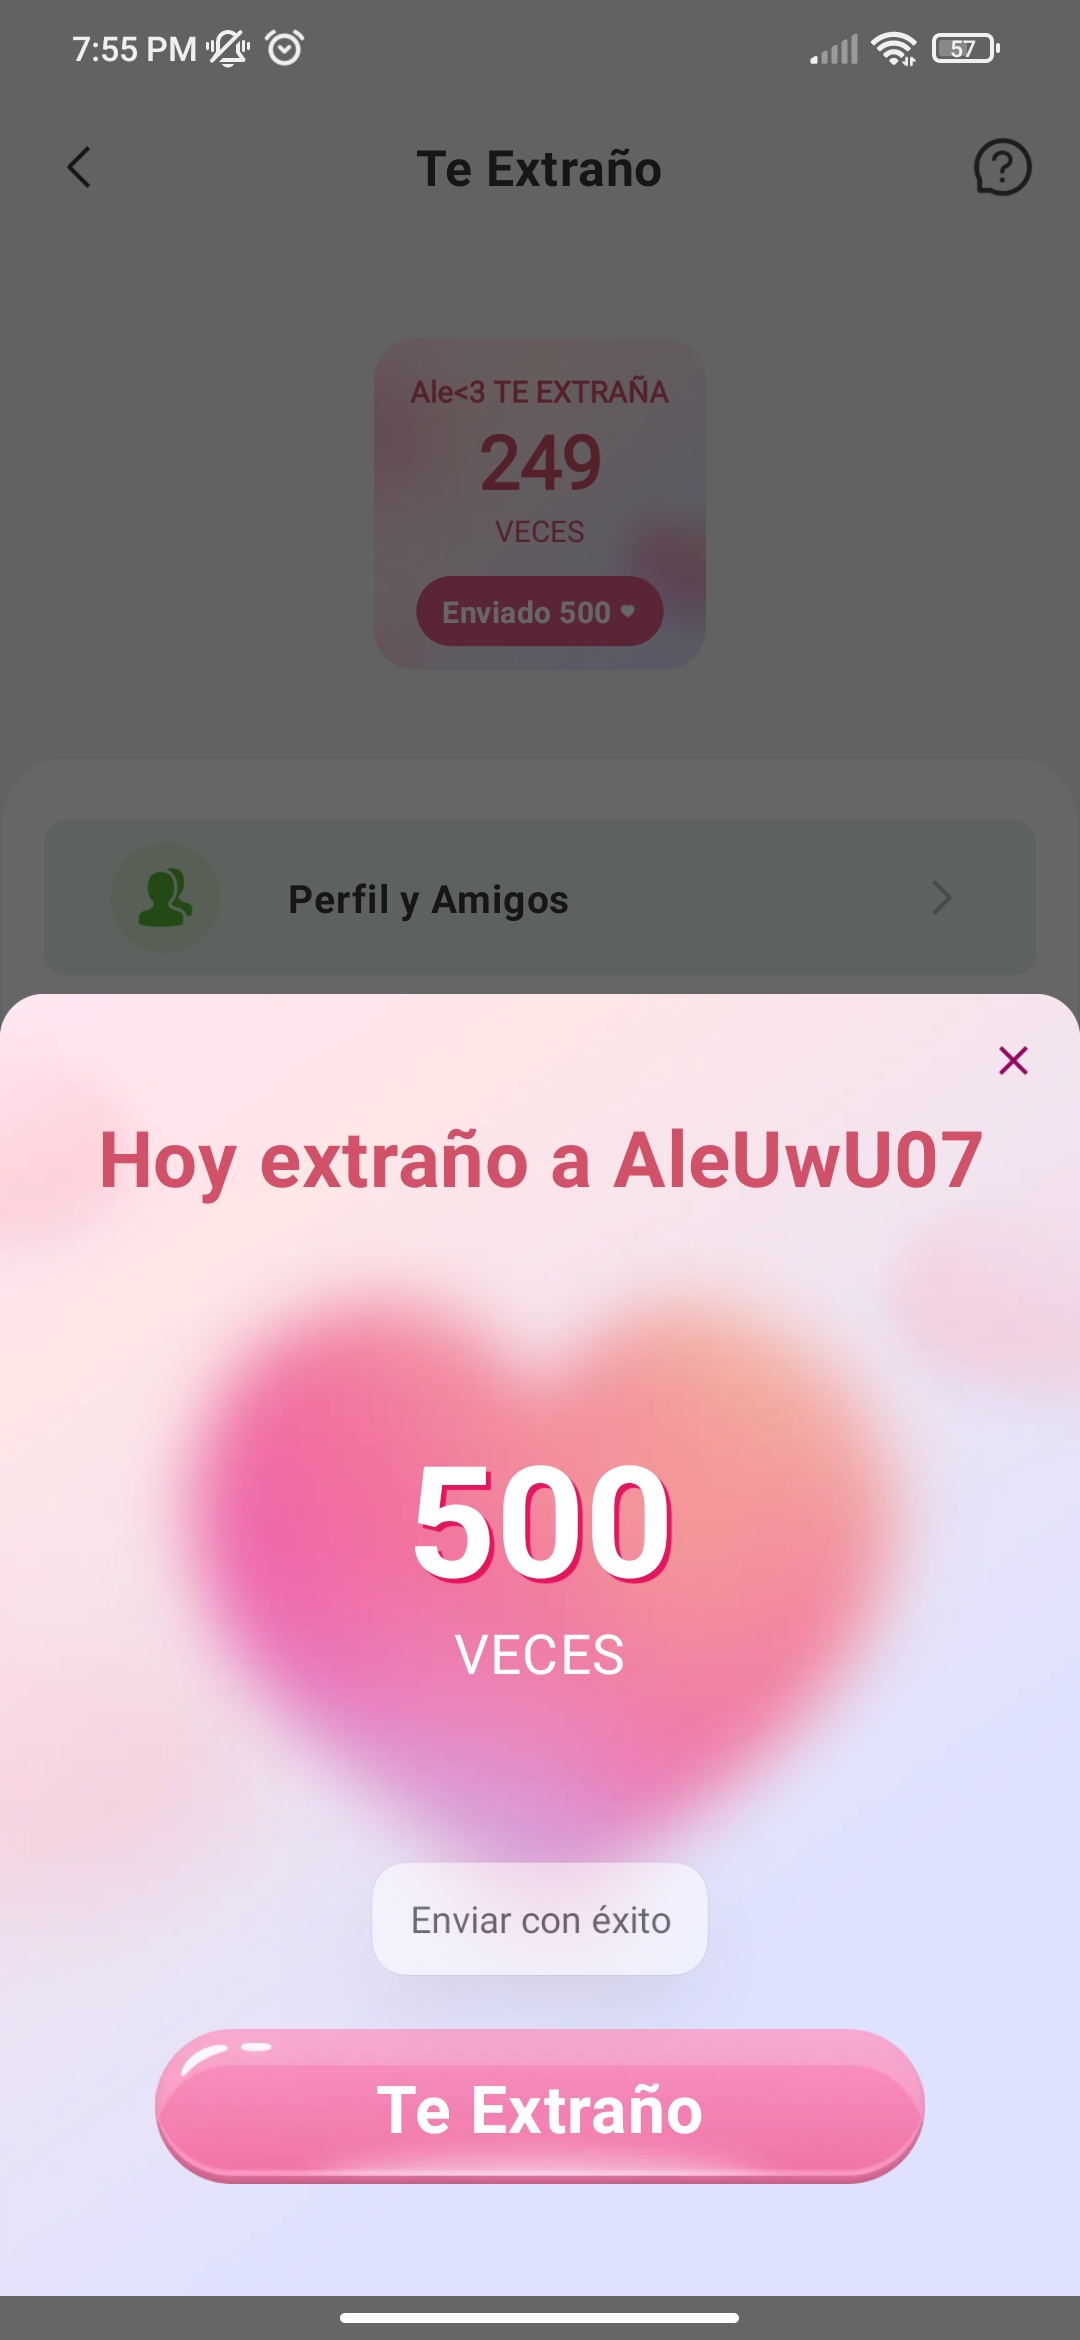 7:55 PM
57
Te Extraño
Ale<3 TE EXTRAÑA
249
VECES
Enviado 500
Perfil y Amigos
Hoy extraño a AleUwU07
500
VECES
Enviar con éxito
Te Extraño